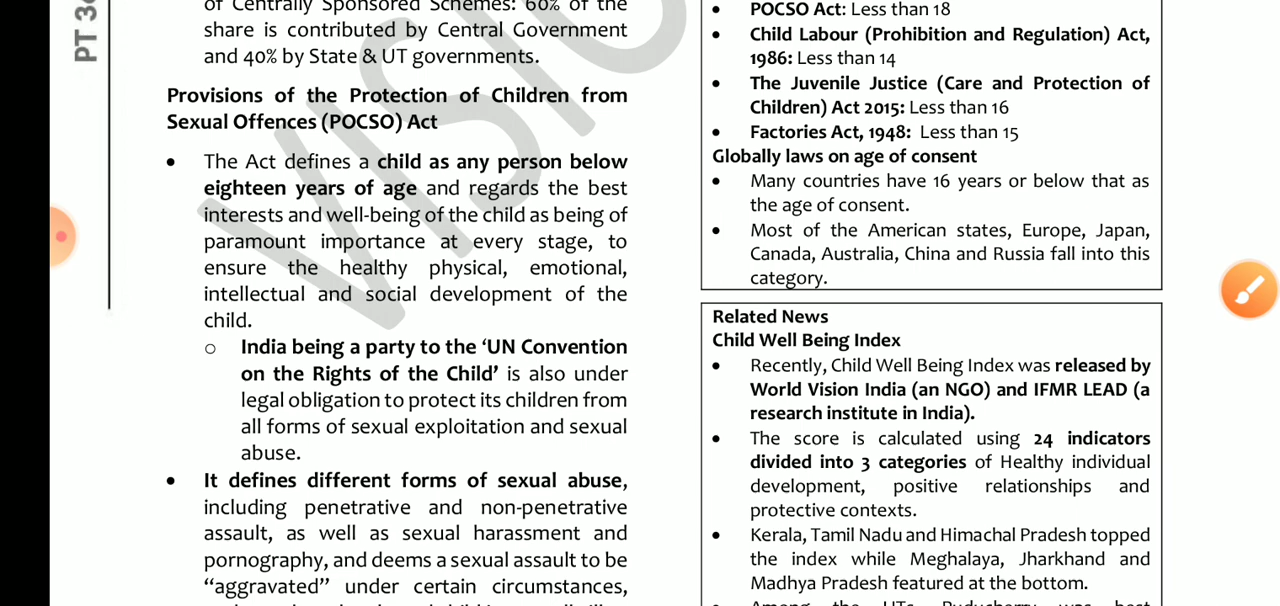 PT 36
of Centrally Sponsored Schemes: 60% of the
share is contributed by Central Government
and 40% by State & UT governments.
Provisions of the Protection of Children from
Sexual Offences (POCSO) Act
• The Act defines a child as any person below
eighteen years of age and regards the best
interests and well-being of the child as being of
paramount importance at every stage, to
ensure the healthy physical, emotional,
intellectual and social development of the
child.
o India being a party to the ‘UN Convention
on the Rights of the Child’ is also under
legal obligation to protect its children from
all forms of sexual exploitation and sexual
abuse.
• It defines different forms of sexual abuse,
including penetrative and non-penetrative
assault, as well as sexual harassment and
pornography, and deems a sexual assault to be
“aggravated” under certain circumstances,
• POCSO Act: Less than 18
• Child Labour (Prohibition and Regulation) Act,
1986: Less than 14
• The Juvenile Justice (Care and Protection of
Children) Act 2015: Less than 16
• Factories Act, 1948: Less than 15
Globally laws on age of consent
• Many countries have 16 years or below that as
the age of consent.
• Most of the American states, Europe, Japan,
Canada, Australia, China and Russia fall into this
category.
Related News
Child Well Being Index
• Recently, Child Well Being Index was released by
World Vision India (an NGO) and IFMR LEAD (a
research institute in India).
• The score is calculated using 24 indicators
divided into 3 categories of Healthy individual
development, positive relationships and
protective contexts.
• Kerala, Tamil Nadu and Himachal Pradesh topped
the index while Meghalaya, Jharkhand and
Madhya Pradesh featured at the bottom.
• Among the UTs, Puducherry was best
VISIO